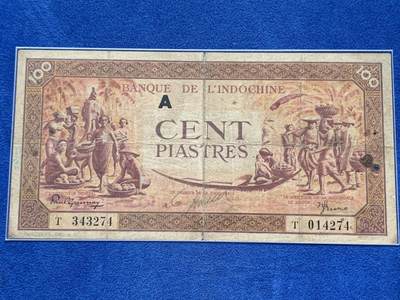 100 100
BANQUE DE L'INDOCHINE
A
CENT
PIASTRES
T 343274 T 014274